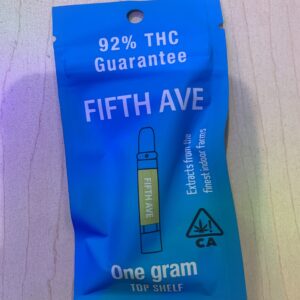 92% THC
Guarantee
FIFTH AVE
FIFTH AVE
Extracts from the
finest indoor farms
CA
One gram
TOP SHELF